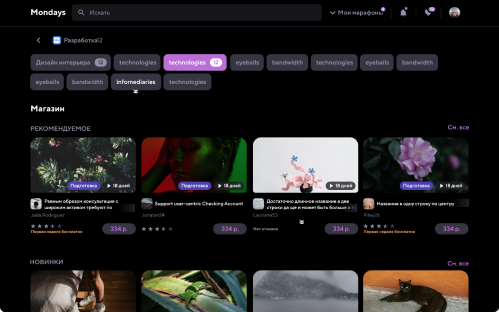 Mondays
Искать
Мои марафоны
Разработка12
Дизайн интерьера 12
technologies
technologies 12
eyeballs
bandwidth
technologies
eyeballs
bandwidth
eyeballs
bandwidth
infomediaries
technologies
Магазин
РЕКОМЕНДУЕМОЕ
См. все
Подготовка
18 дней
Подготовка
18 дней
18 дней
Подготовка
18 дней
Равным образом консультация с
широким активом требует по
Jada.Rodriguez
334 р.
Первая неделя бесплатно
Support user-centric Checking Account
Jonatan24
334 р.
Достаточно длинное название в две
строки да ще и может быть больше и
Lauriane53
Нет отзывов
334 р.
Название в одну строку по центру
Riley26
334 р.
Первая неделя бесплатно
НОВИНКИ
См. все